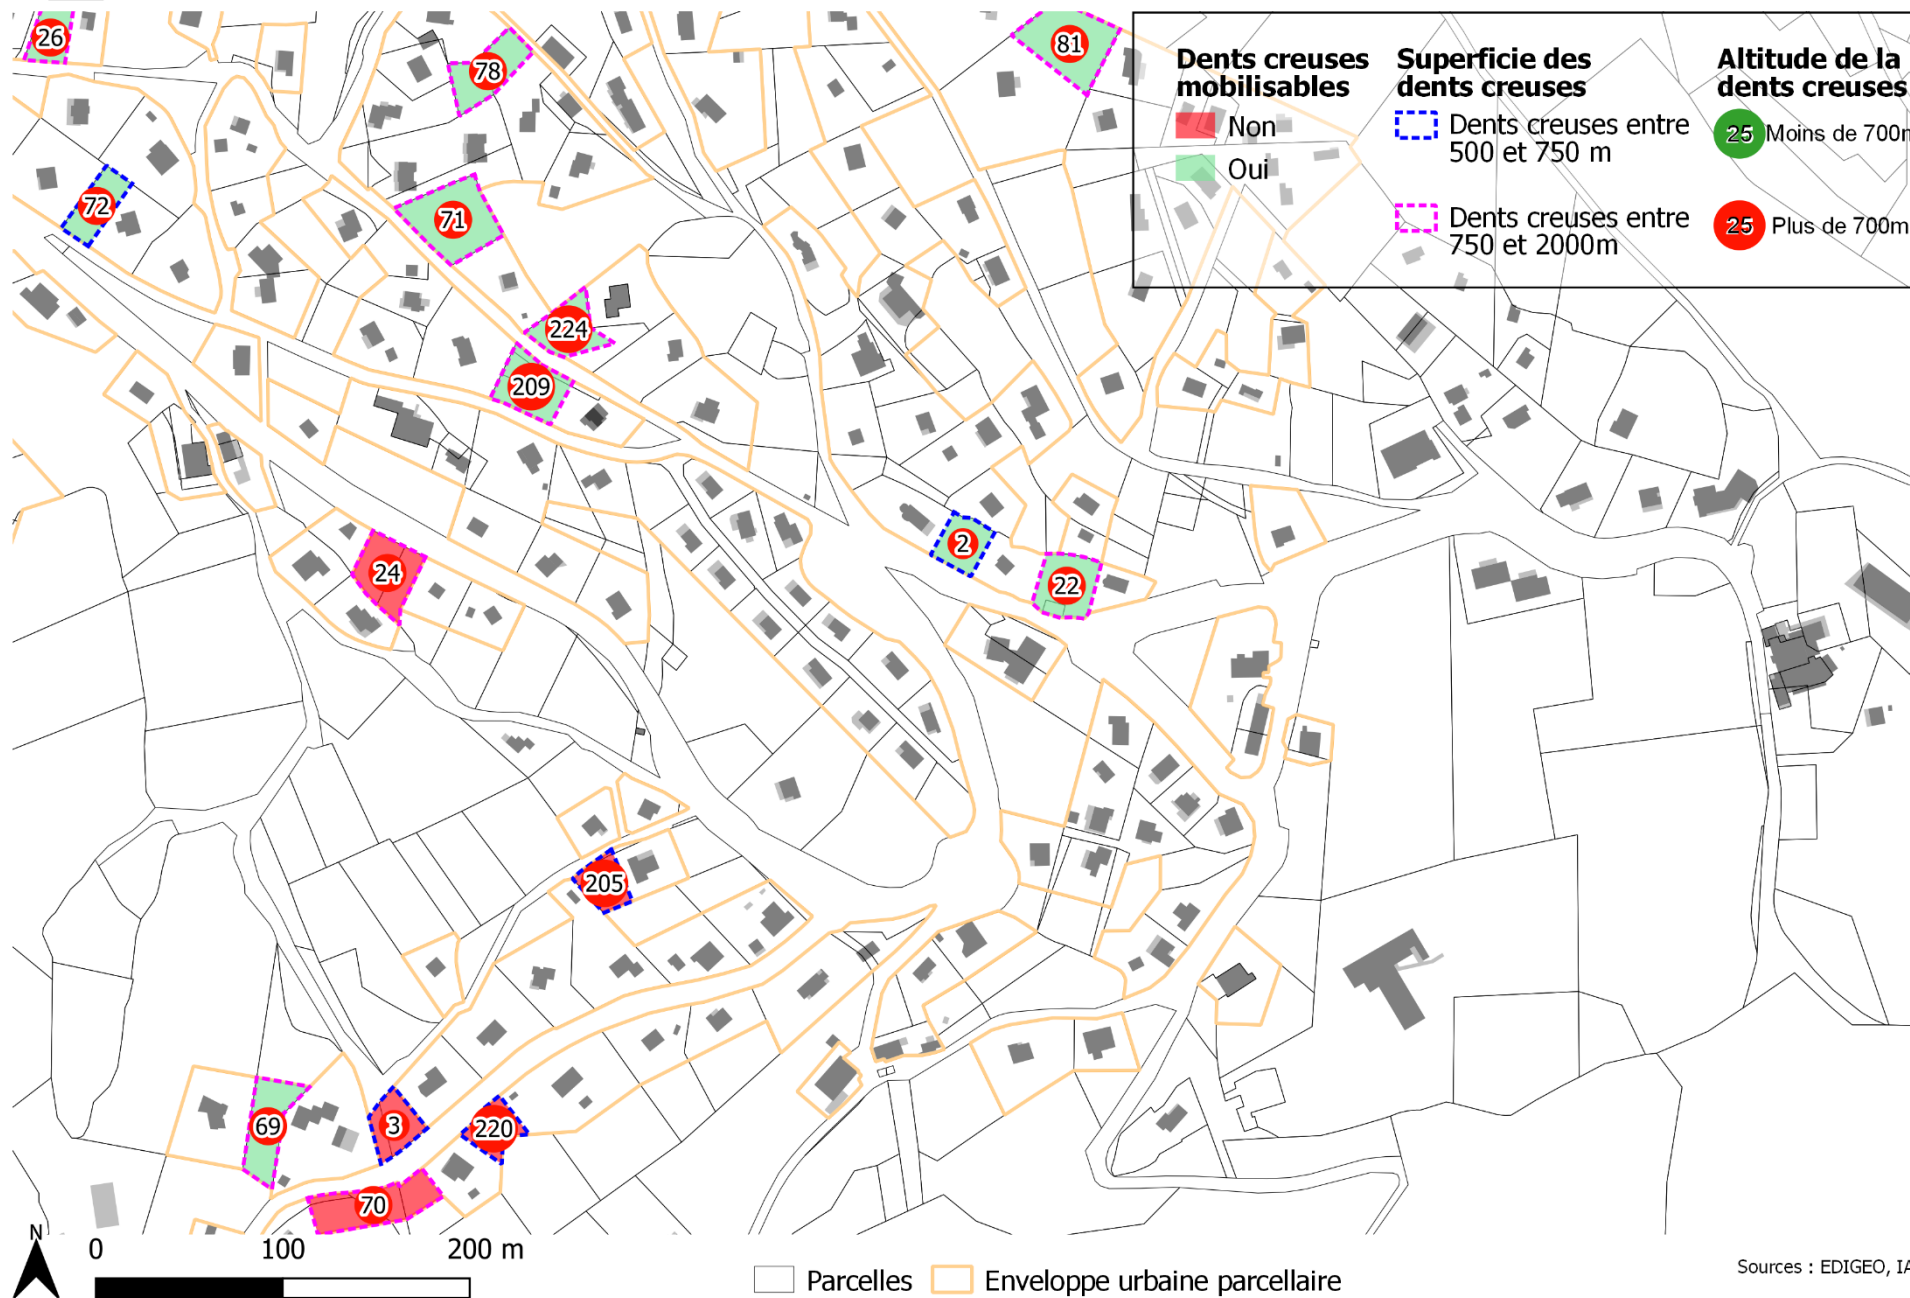 26
78
81
72
71
224
209
24
2
22
205
69
3
220
70
Dents creuses
mobilisables
Non
Oui
Superficie des
dents creuses
Dents creuses entre
500 et 750 m
Dents creuses entre
750 et 2000m
Altitude de la
dents creuses
25 Moins de 700m
25 Plus de 700m
N
0 100 200 m
Parcelles
Enveloppe urbaine parcellaire
Sources : EDIGEO,